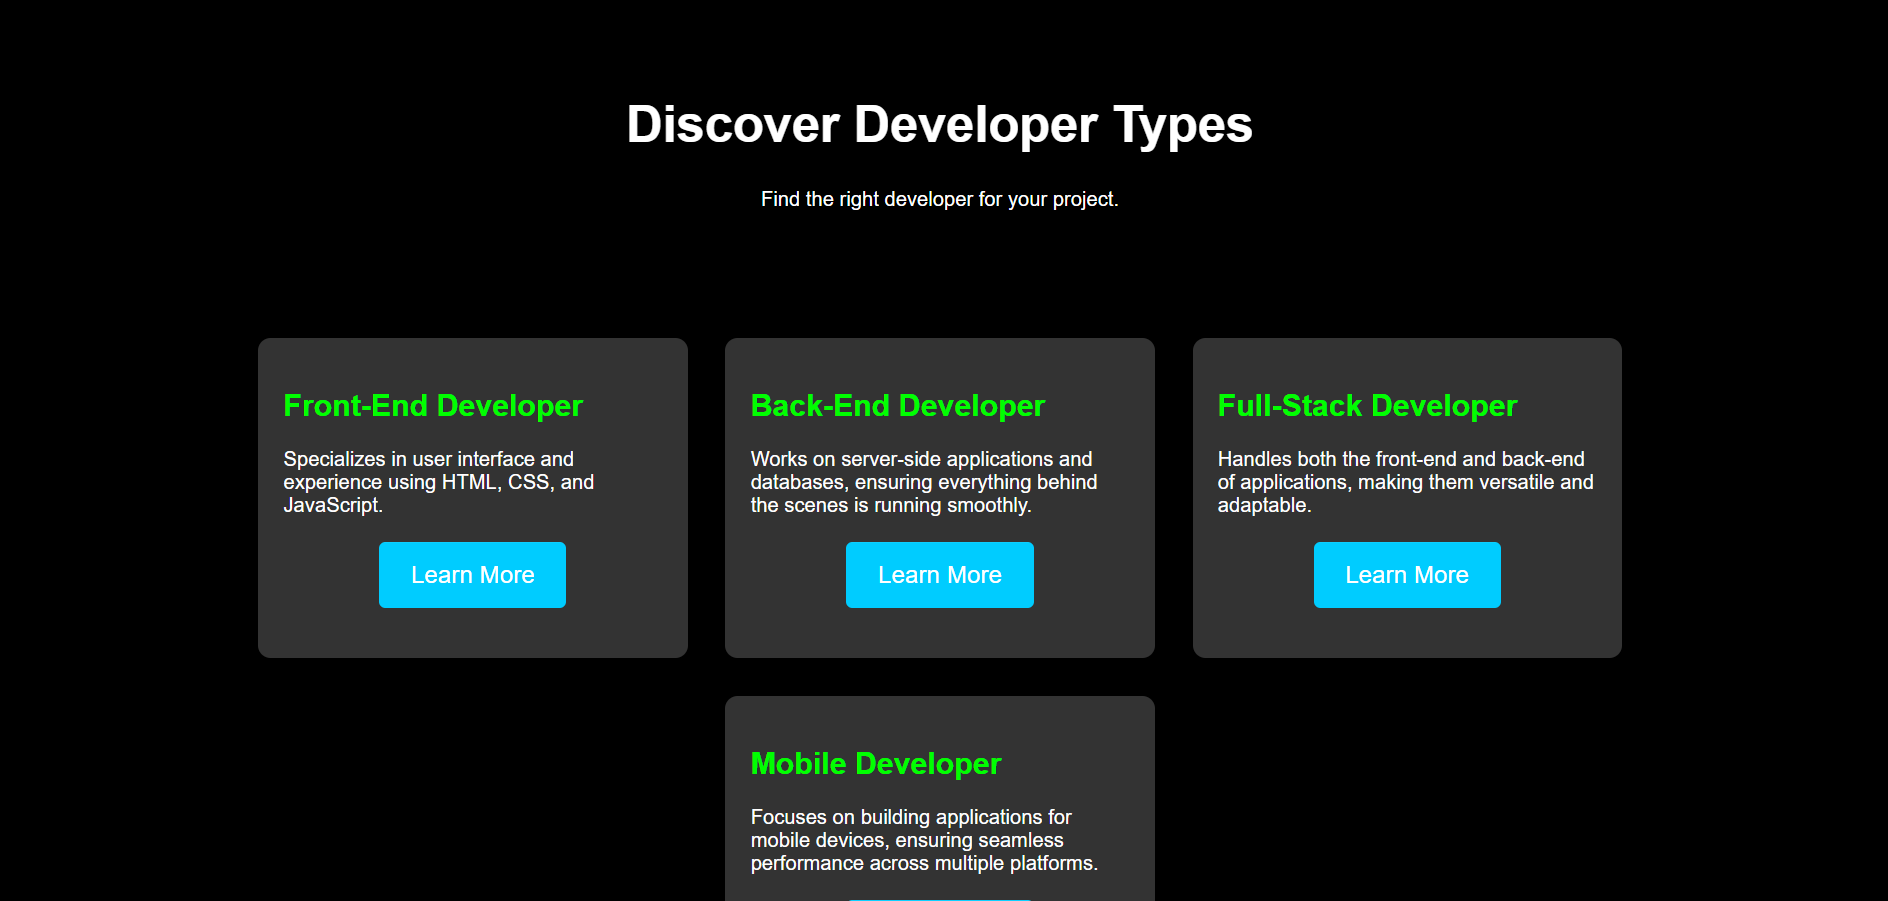 Discover Developer Types
Find the right developer for your project.
Front-End Developer
Specializes in user interface and
experience using HTML, CSS, and
JavaScript.
Learn More
Back-End Developer
Works on server-side applications and
databases, ensuring everything behind
the scenes is running smoothly.
Learn More
Full-Stack Developer
Handles both the front-end and back-end
of applications, making them versatile and
adaptable.
Learn More
Mobile Developer
Focuses on building applications for
mobile devices, ensuring seamless
performance across multiple platforms.